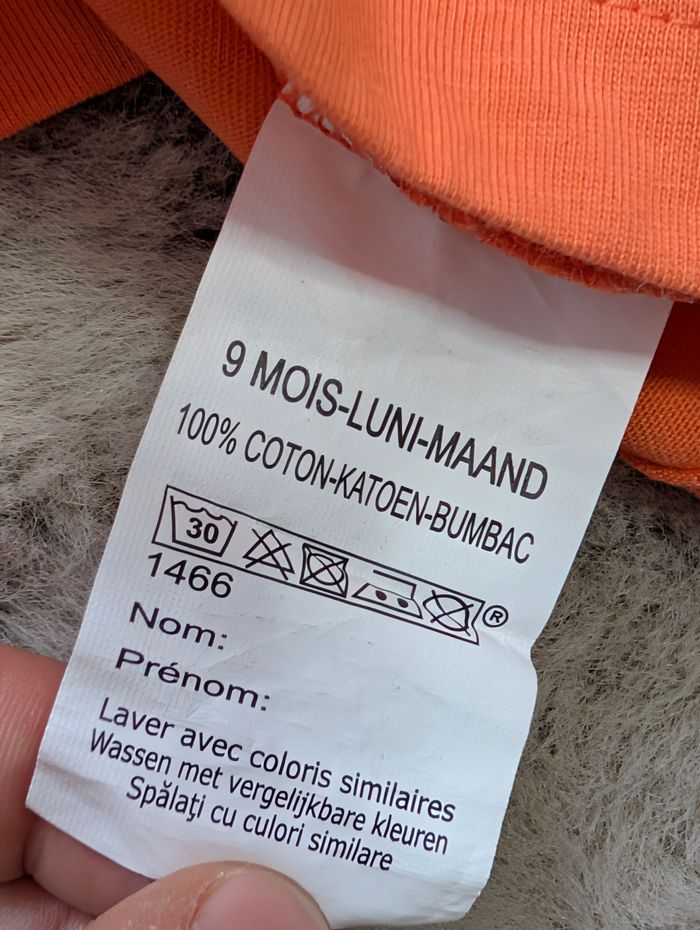 9 MOIS-LUNI-MAAND
100% COTON-KATOEN-BUMBAC
30 ®
1466
Nom:
Prénom:
Laver avec coloris similaires
Wassen met vergelijkbare kleuren
Spălaţi cu culori similare